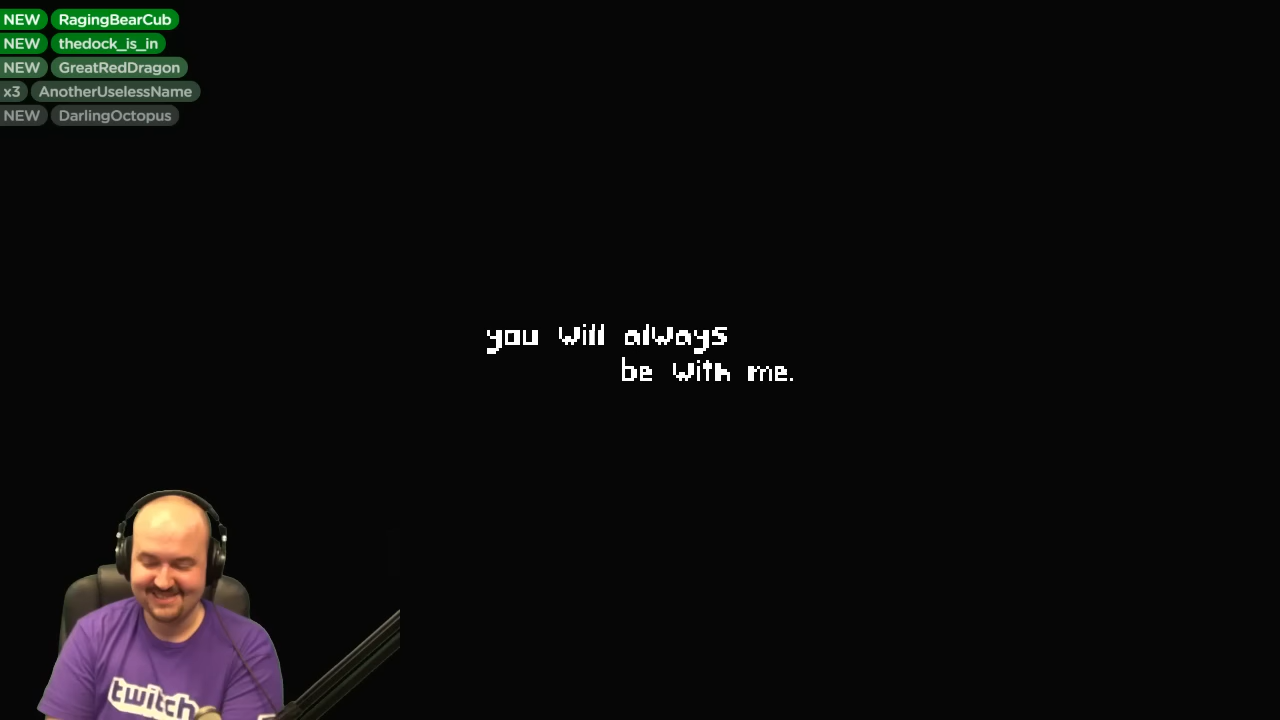 NEW RagingBearCub
NEW thedock_is_in
NEW GreatRedDragon
x3 AnotherUselessName
NEW DarlingOctopus
you will always
be with me.
twitch